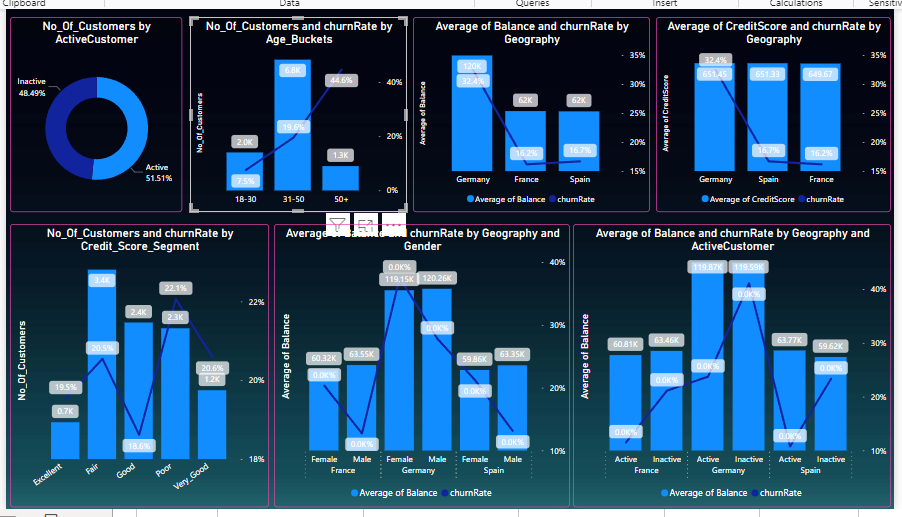 Clipboard
Data
Queries
Insert
Calculations
Sensitiv
No_Of_Customers by
ActiveCustomer
Inactive
48.49%
Active
51.51%
No_Of_Customers and churnRate by
Age_Buckets
No_Of_Customers
2.0K
6.8K
1.3K
7.5%
19.6%
44.6%
40%
20%
0%
18-30
31-50
50+
Average of Balance and churnRate by
Geography
Average of Balance
120K
62K
62K
32.4%
16.2%
16.7%
35%
30%
25%
20%
15%
Germany
France
Spain
Average of Balance
churnRate
Average of CreditScore and churnRate by
Geography
Average of CreditScore
32.4%
651.45
651.33
649.67
16.7%
16.2%
35%
30%
25%
20%
15%
Germany
Spain
France
Average of CreditScore
churnRate
No_Of_Customers and churnRate by
Credit_Score_Segment
No_Of_Customers
19.5%
0.7K
3.4K
20.5%
2.4K
18.6%
22.1%
2.3K
20.6%
1.2K
22%
20%
18%
Excellent
Fair
Good
Poor
Very_Good
Average of Balance and churnRate by Geography and
Gender
Average of Balance
60.32K
63.55K
119.15K
120.26K
59.86K
63.35K
0.0K%
0.0K%
0.0K%
0.0K%
0.0K%
0.0K%
40%
30%
20%
10%
Female
Male
Female
Male
Female
Male
France
Germany
Spain
Average of Balance
churnRate
Average of Balance and churnRate by Geography and
ActiveCustomer
Average of Balance
60.81K
63.46K
119.87K
119.59K
63.77K
59.62K
0.0K%
0.0K%
0.0K%
0.0K%
0.0K%
0.0K%
40%
30%
20%
10%
Active
Inactive
Active
Inactive
Active
Inactive
France
Germany
Spain
Average of Balance
churnRate